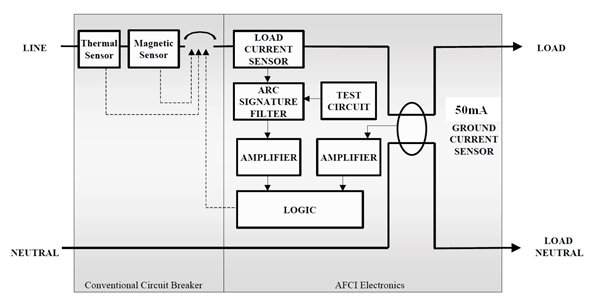 LINE
Thermal
Sensor
Magnetic
Sensor
LOAD
CURRENT
SENSOR
LOAD
ARC
SIGNATURE
FILTER
TEST
CIRCUIT
50mA
GROUND
CURRENT
SENSOR
AMPLIFIER
AMPLIFIER
LOGIC
NEUTRAL
LOAD
NEUTRAL
Conventional Circuit Breaker
AFCI Electronics